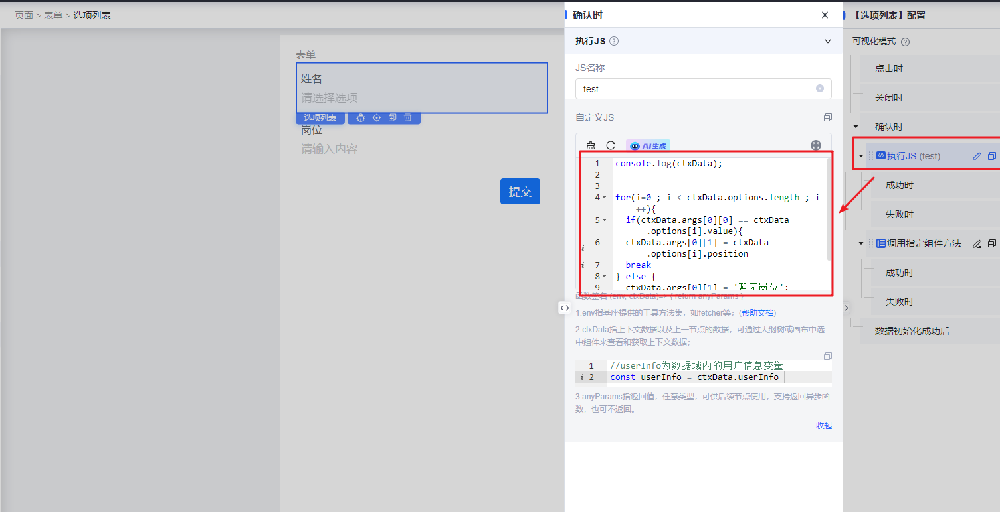 页面 > 表单 > 选项列表
表单
姓名
请选择选项
选项列表
岗位
请输入内容
提交
确认时
执行JS
JS名称
test
自定义JS
AI生成
1 console.log(ctxData);
2
3
4 for(i=0 ; i < ctxData.options.length ; i
++){
5 if(ctxData.args[0][0] == ctxData
.options[i].value){
6 ctxData.args[0][1] = ctxData
.options[i].position
7 break
8 } else {
9 ctxData.args[0][1] = '暂无岗位';
函数签名 (env, ctxData)=> { return anyParams }
1.env指基座提供的工具方法集，如fetcher等；(帮助文档)
2.ctxData指上下文数据以及上一节点的数据，可通过大纲树或画布中选
中组件来查看和获取上下文数据；
1 //userInfo为数据域内的用户信息变量
2 const userInfo = ctxData.userInfo
3.anyParams指返回值，任意类型，可供后续节点使用，支持返回异步函
数，也可不返回。
收起
【选项列表】配置
可视化模式
点击时
关闭时
确认时
执行JS (test)
成功时
失败时
调用指定组件方法
成功时
失败时
数据初始化成功后